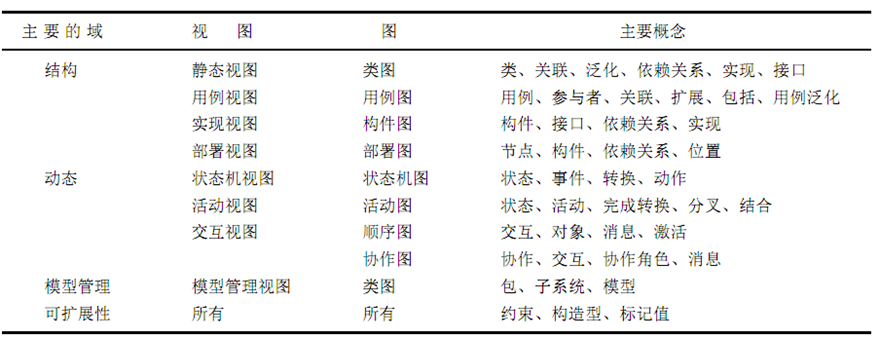 主要的域 视图 图 主要概念
结构 静态视图 类图 类、关联、泛化、依赖关系、实现、接口
用例视图 用例图 用例、参与者、关联、扩展、包括、用例泛化
实现视图 构件图 构件、接口、依赖关系、实现
部署视图 部署图 节点、构件、依赖关系、位置
动态 状态机视图 状态机图 状态、事件、转换、动作
活动视图 活动图 状态、活动、完成转换、分叉、结合
交互视图 顺序图 交互、对象、消息、激活
协作图 协作、交互、协作角色、消息
模型管理 模型管理视图 类图 包、子系统、模型
可扩展性 所有 所有 约束、构造型、标记值